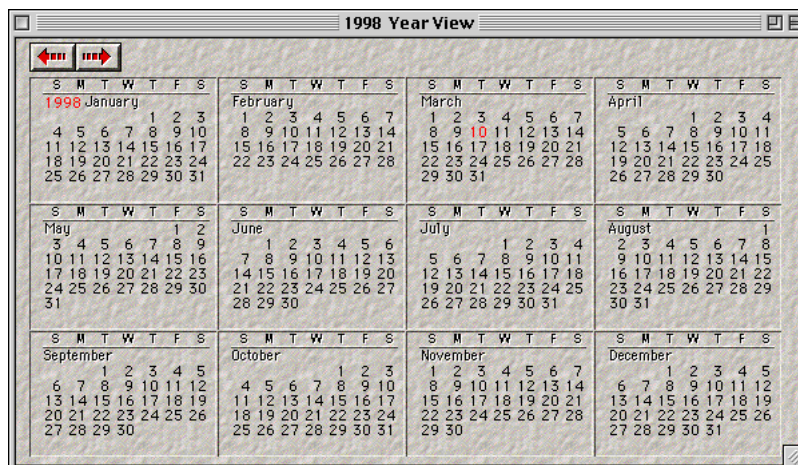 1998 Year View
S M T W T F S
1998 January
1 2 3
4 5 6 7 8 9 10
11 12 13 14 15 16 17
18 19 20 21 22 23 24
25 26 27 28 29 30 31
S M T W T F S
February
1 2 3 4 5 6 7
8 9 10 11 12 13 14
15 16 17 18 19 20 21
22 23 24 25 26 27 28
S M T W T F S
March
1 2 3 4 5 6 7
8 9 10 11 12 13 14
15 16 17 18 19 20 21
22 23 24 25 26 27 28
29 30 31
S M T W T F S
April
1 2 3 4
5 6 7 8 9 10 11
12 13 14 15 16 17 18
19 20 21 22 23 24 25
26 27 28 29 30
S M T W T F S
May 1 2
3 4 5 6 7 8 9
10 11 12 13 14 15 16
17 18 19 20 21 22 23
24 25 26 27 28 29 30
31
S M T W T F S
June
1 2 3 4 5 6
7 8 9 10 11 12 13
14 15 16 17 18 19 20
21 22 23 24 25 26 27
28 29 30
S M T W T F S
July
1 2 3 4
5 6 7 8 9 10 11
12 13 14 15 16 17 18
19 20 21 22 23 24 25
26 27 28 29 30 31
S M T W T F S
August 1
2 3 4 5 6 7 8
9 10 11 12 13 14 15
16 17 18 19 20 21 22
23 24 25 26 27 28 29
30 31
S M T W T F S
September
1 2 3 4 5
6 7 8 9 10 11 12
13 14 15 16 17 18 19
20 21 22 23 24 25 26
27 28 29 30
S M T W T F S
October
1 2 3
4 5 6 7 8 9 10
11 12 13 14 15 16 17
18 19 20 21 22 23 24
25 26 27 28 29 30 31
S M T W T F S
November
1 2 3 4 5 6 7
8 9 10 11 12 13 14
15 16 17 18 19 20 21
22 23 24 25 26 27 28
29 30
S M T W T F S
December
1 2 3 4 5
6 7 8 9 10 11 12
13 14 15 16 17 18 19
20 21 22 23 24 25 26
27 28 29 30 31